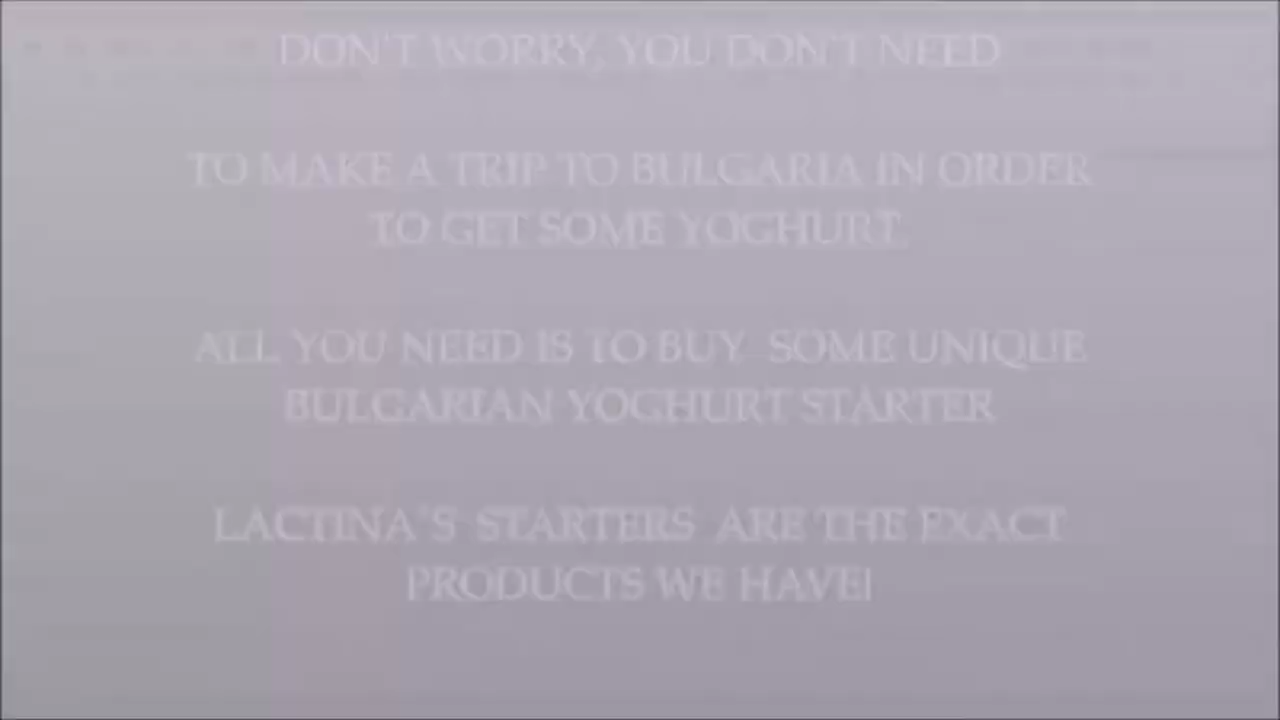 DON'T WORRY, YOU DON'T NEED
TO MAKE A TRIP TO BULGARIA IN ORDER
TO GET SOME YOGHURT.
ALL YOU NEED IS TO BUY SOME UNIQUE
BULGARIAN YOGHURT STARTER
LACTINA'S STARTERS ARE THE EXACT
PRODUCTS WE HAVE!